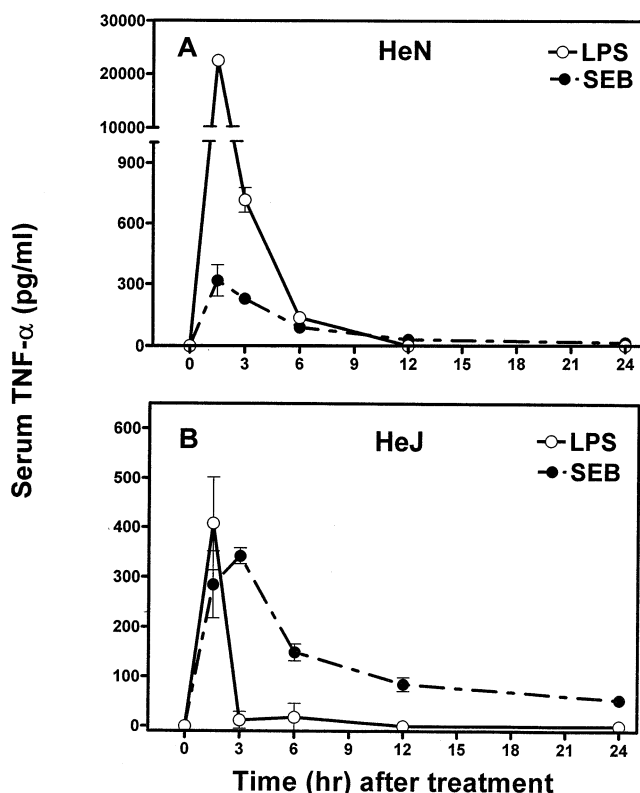 30000
A
HeN
LPS
20000
SEB
10000
900
600
300
0
0 3 6 9 12 15 18 21 24
Serum TNF-α (pg/ml)
600
B
HeJ
LPS
500
SEB
400
300
200
100
0
0 3 6 9 12 15 18 21 24
Time (hr) after treatment